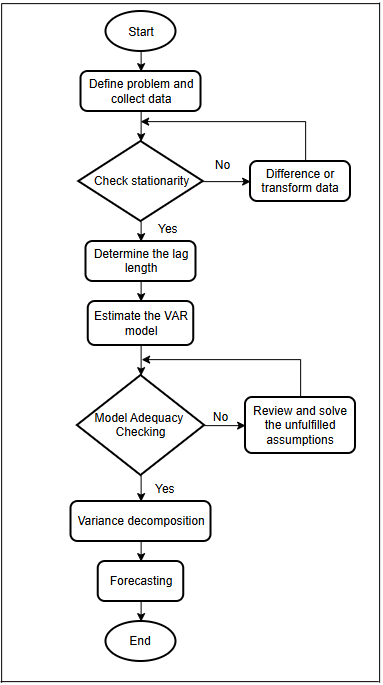 Start
Define problem and
collect data
Check stationarity
No
Difference or
transform data
Yes
Determine the lag
length
Estimate the VAR
model
Model Adequacy
Checking
No
Review and solve
the unfulfilled
assumptions
Yes
Variance decomposition
Forecasting
End